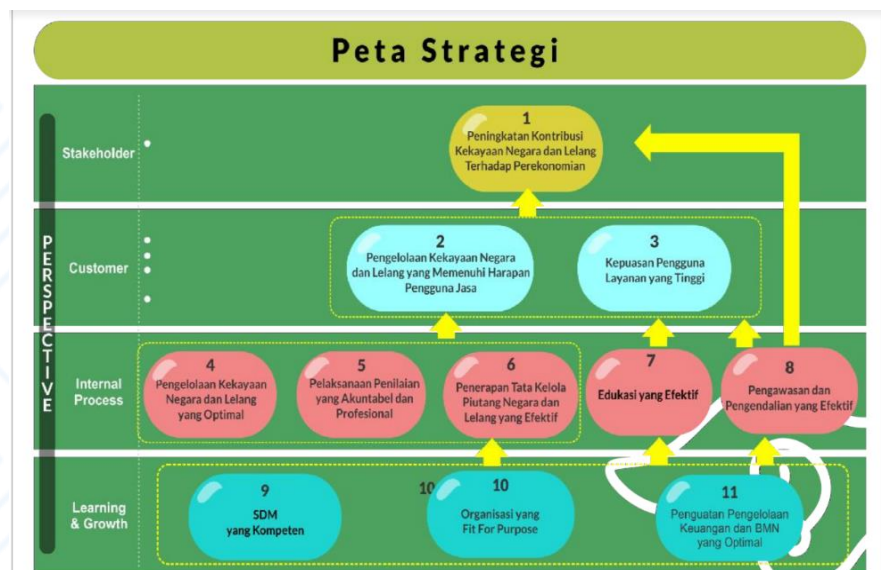 Peta Strategi
PERSPECTIVE
Stakeholder
1
Peningkatan Kontribusi
Kekayaan Negara dan Lelang
Terhadap Perekonomian
Customer
2
Pengelolaan Kekayaan Negara
dan Lelang yang Memenuhi Harapan
Pengguna Jasa
3
Kepuasan Pengguna
Layanan yang Tinggi
Internal
Process
4
Pengelolaan Kekayaan
Negara dan Lelang
yang Optimal
5
Pelaksanaan Penilaian
yang Akuntabel dan
Profesional
6
Penerapan Tata Kelola
Piutang Negara dan
Lelang yang Efektif
7
Edukasi yang Efektif
8
Pengawasan dan
Pengendalian yang Efektif
Learning
& Growth
9
SDM
yang Kompeten
10
10
Organisasi yang
Fit For Purpose
11
Penguatan Pengelolaan
Keuangan dan BMN
yang Optimal